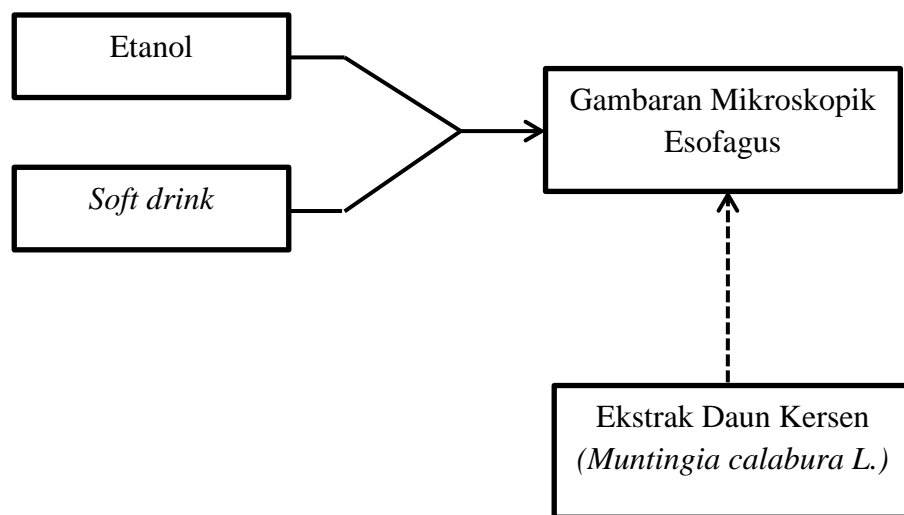 Etanol
Soft drink
Gambaran Mikroskopik
Esofagus
Ekstrak Daun Kersen
(Muntingia calabura L.)